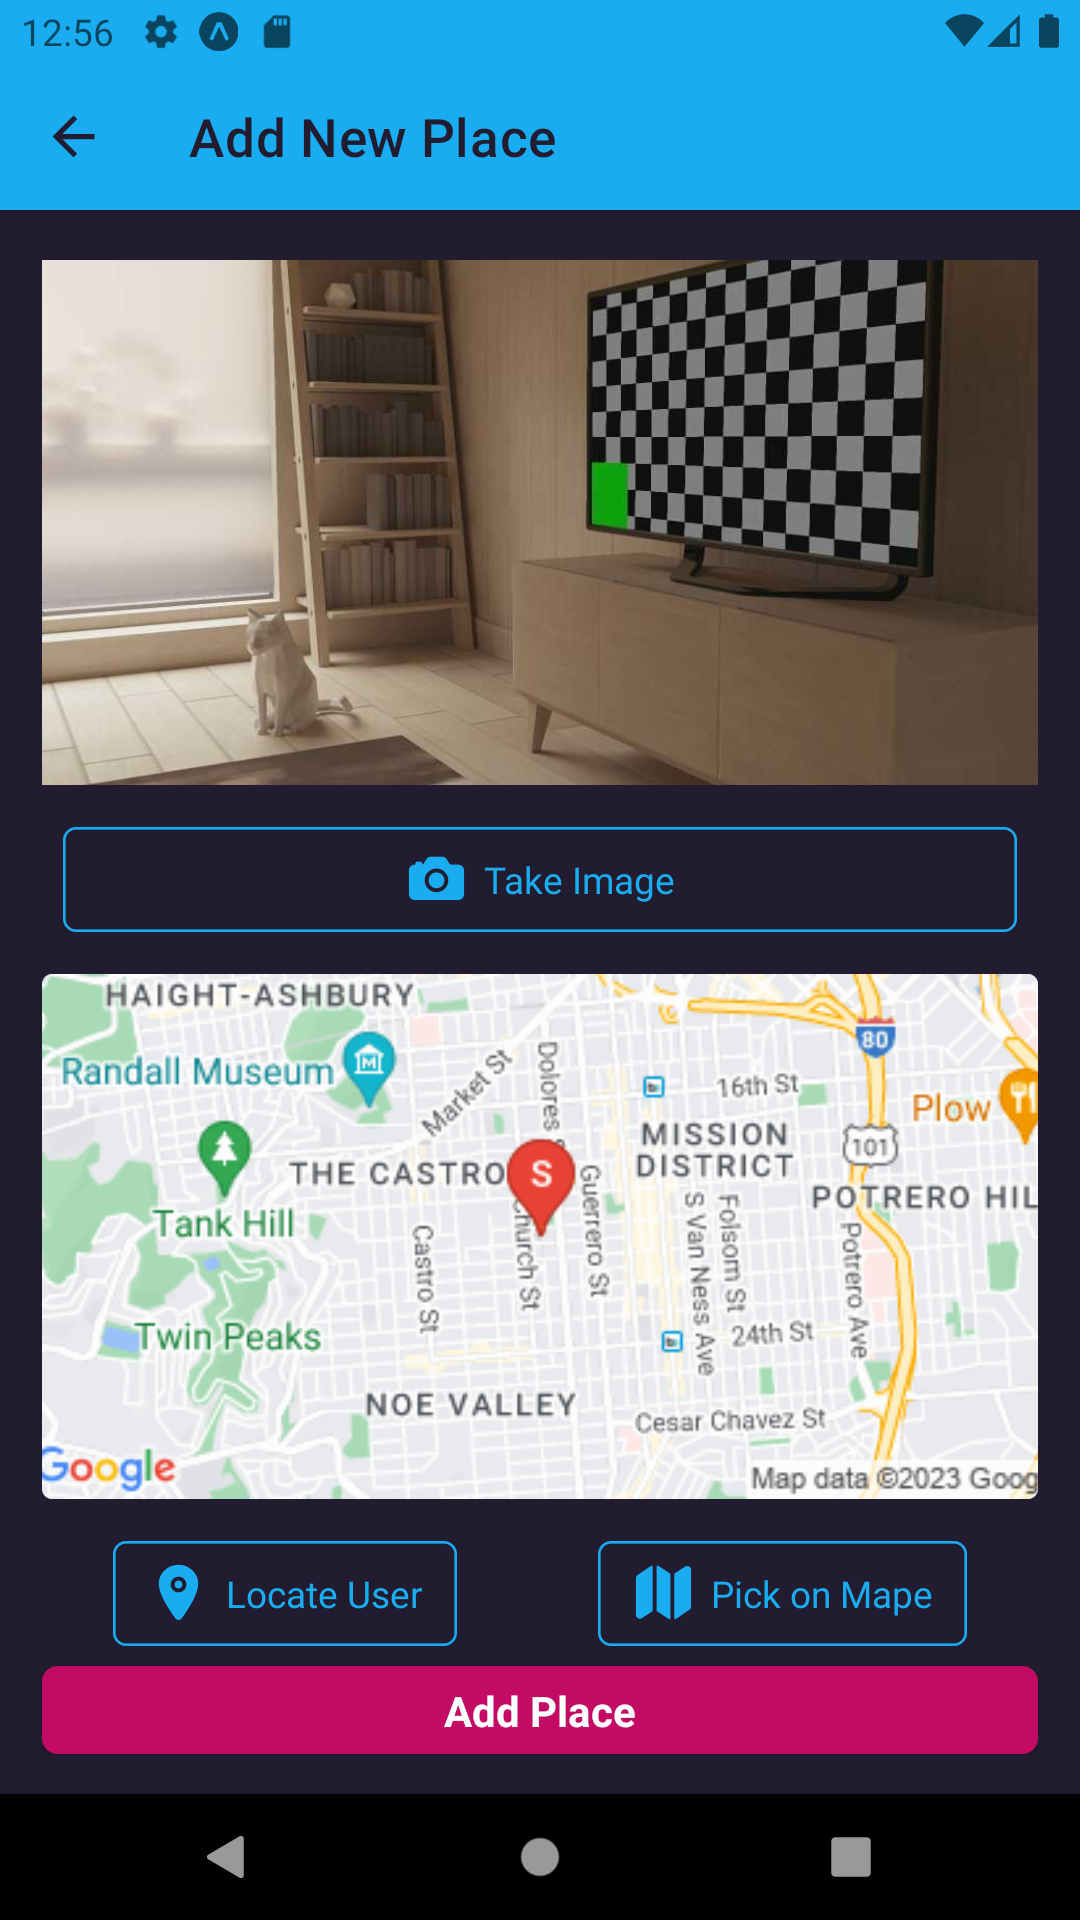 12:56
Add New Place
Take Image
HAIGHT-ASHBURY
Randall Museum
Market St
Dolores
16th St
80
Plow
MISSION
DISTRICT
101
THE CASTRO
S
Guerrero St
POTRERO HIL
Tank Hill
Castro St
Church St
S Van Ness Ave
Folsom St
Potrero Ave
Twin Peaks
24th St
NOE VALLEY
Cesar Chavez St
Google
Map data ©2023 Goog
Locate User
Pick on Mape
Add Place